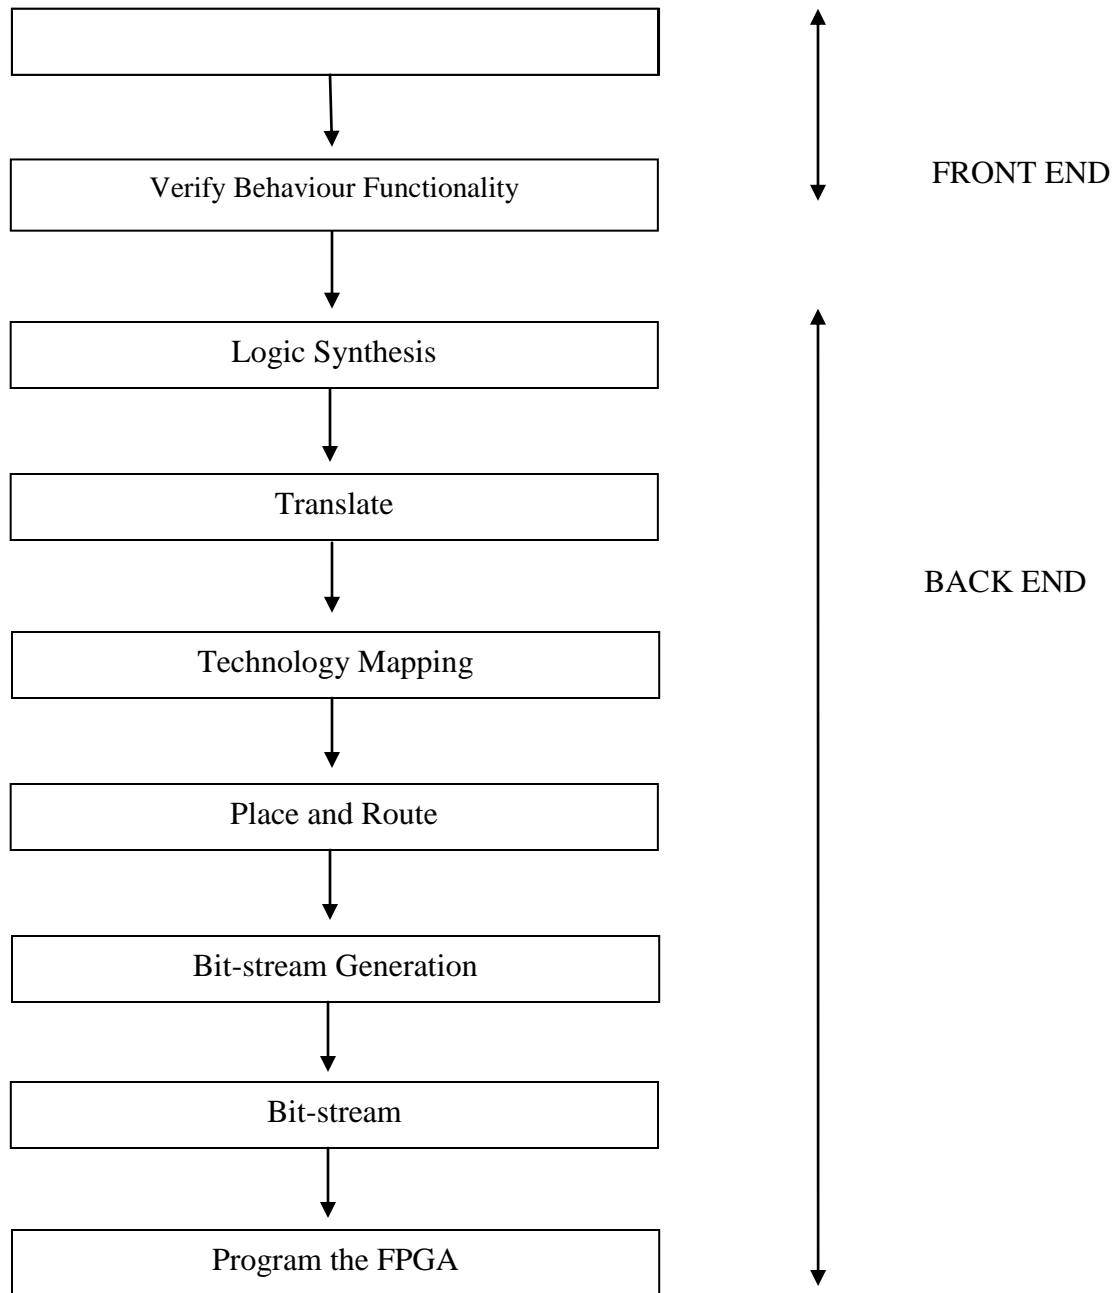 Verify Behaviour Functionality
FRONT END
Logic Synthesis
Translate
BACK END
Technology Mapping
Place and Route
Bit-stream Generation
Bit-stream
Program the FPGA